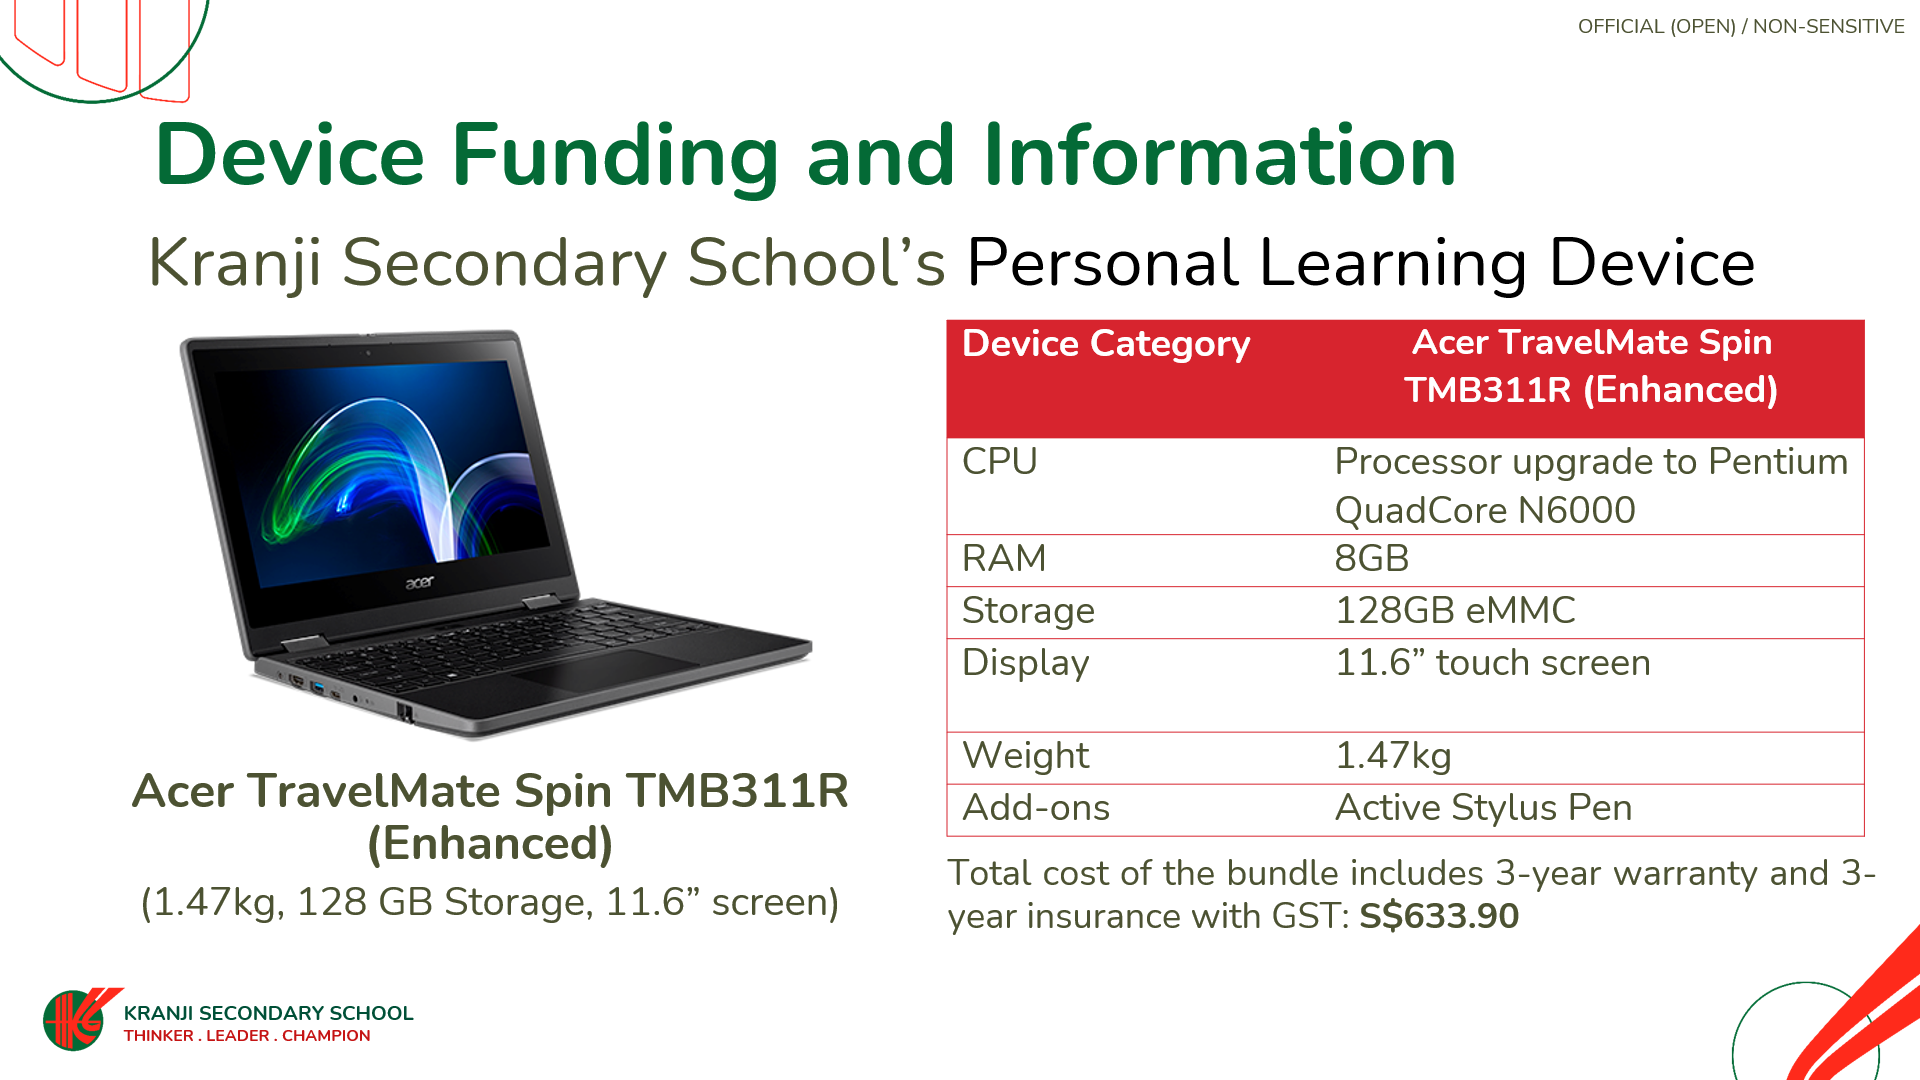 OFFICIAL (OPEN) / NON-SENSITIVE
Device Funding and Information
Kranji Secondary School’s Personal Learning Device
acer
Acer TravelMate Spin TMB311R
(Enhanced)
(1.47kg, 128 GB Storage, 11.6” screen)
Device Category
Acer TravelMate Spin
TMB311R (Enhanced)
CPU
Processor upgrade to Pentium
QuadCore N6000
RAM
8GB
Storage
128GB eMMC
Display
11.6” touch screen
Weight
1.47kg
Add-ons
Active Stylus Pen
Total cost of the bundle includes 3-year warranty and 3-
year insurance with GST: S$633.90
KRANJI SECONDARY SCHOOL
THINKER . LEADER . CHAMPION